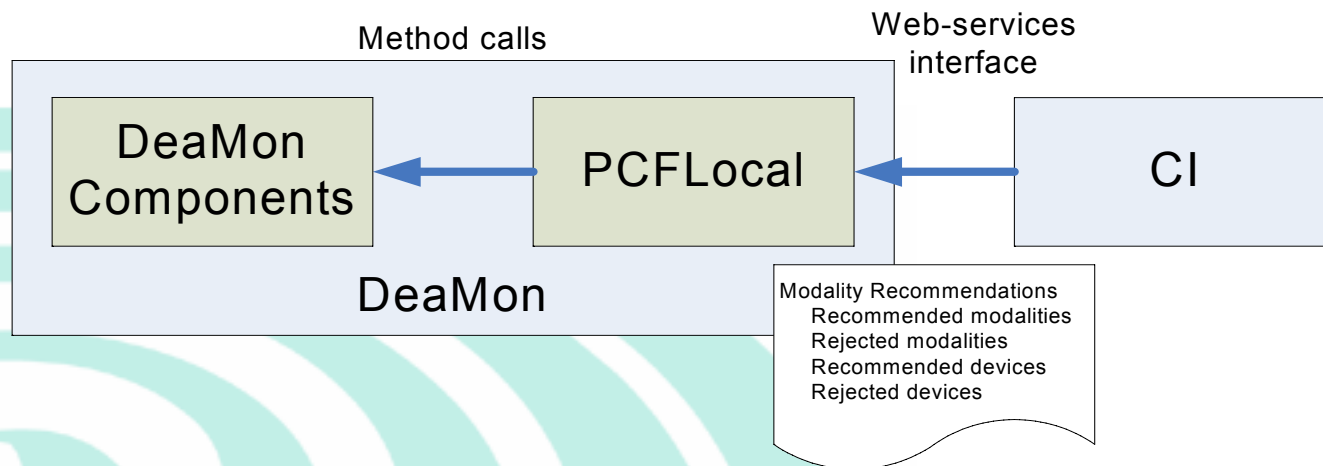 Method calls
Web-services
interface
DeaMon
Components
PCFLocal
CI
DeaMon
Modality Recommendations
Recommended modalities
Rejected modalities
Recommended devices
Rejected devices